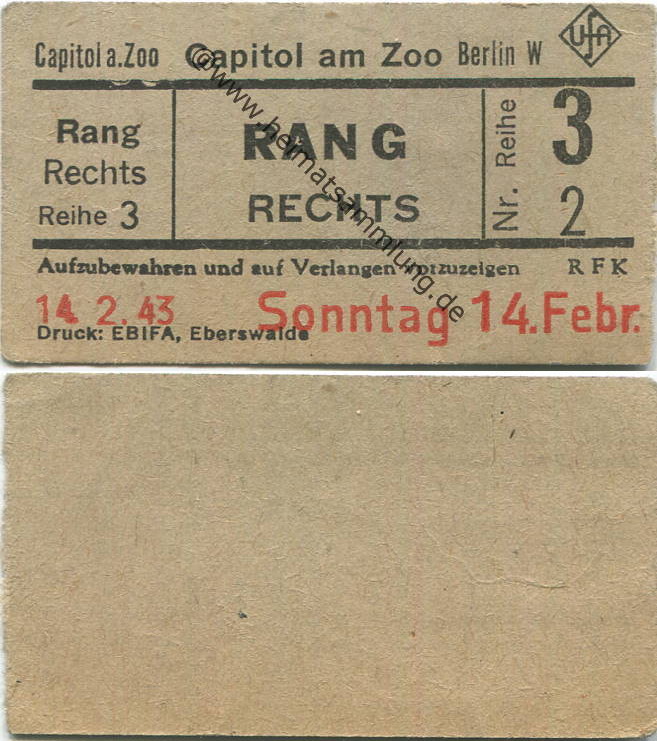 Capitol a. Zoo Capitol am Zoo Berlin W UFA
Rang
Rechts
Reihe 3
RANG
RECHTS
Reihe 3
Nr. 2
Aufzubewahren und auf Verlangen vorzuzeigen RFK
14. 2. 43 Sonntag 14. Febr.
Druck: EBIFA, Eberswalde
©www.heimatsammlung.de